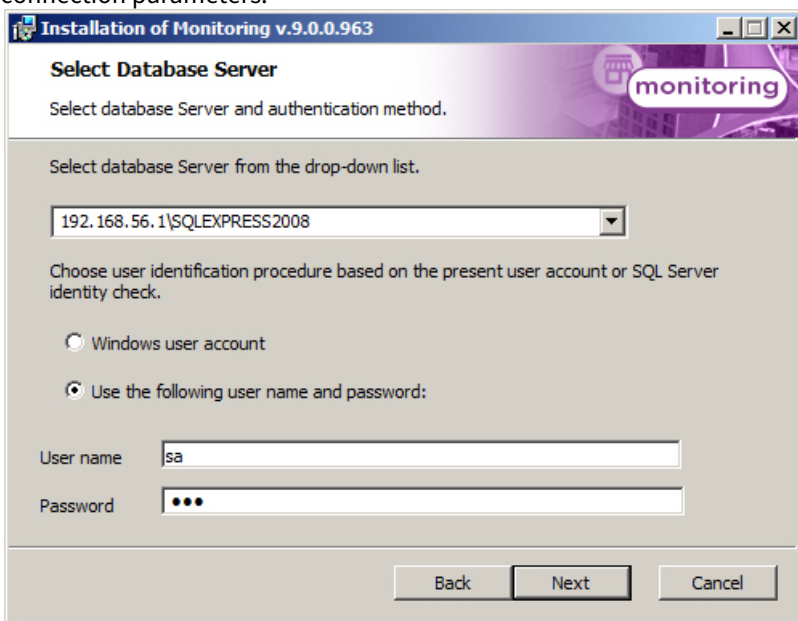 connection parameters.
Installation of Monitoring v.9.0.0.963
Select Database Server
monitoring
Select database Server and authentication method.
Select database Server from the drop-down list.
192.168.56.1\SQLEXPRESS2008
Choose user identification procedure based on the present user account or SQL Server
identity check.
Windows user account
Use the following user name and password:
User name sa
Password •••
Back Next Cancel